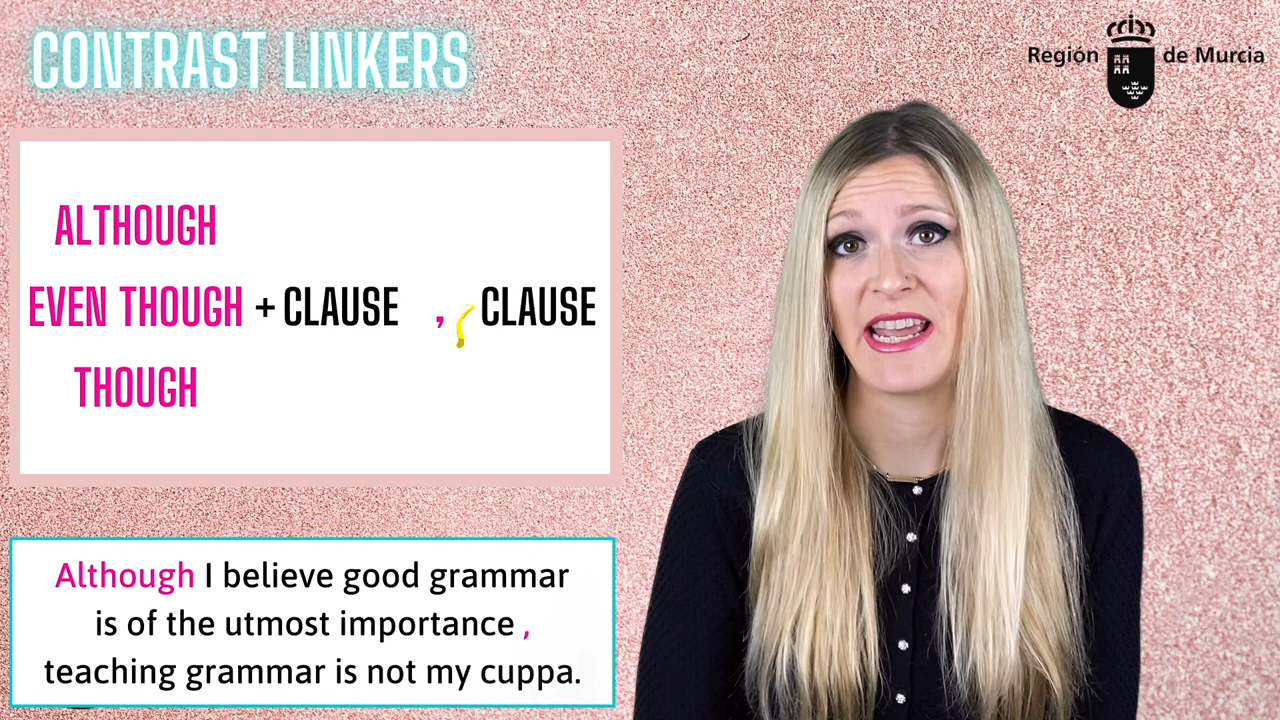 CONTRAST LINKERS
Región de Murcia
ALTHOUGH
EVEN THOUGH + CLAUSE , CLAUSE
THOUGH
Although I believe good grammar
is of the utmost importance ,
teaching grammar is not my cuppa.